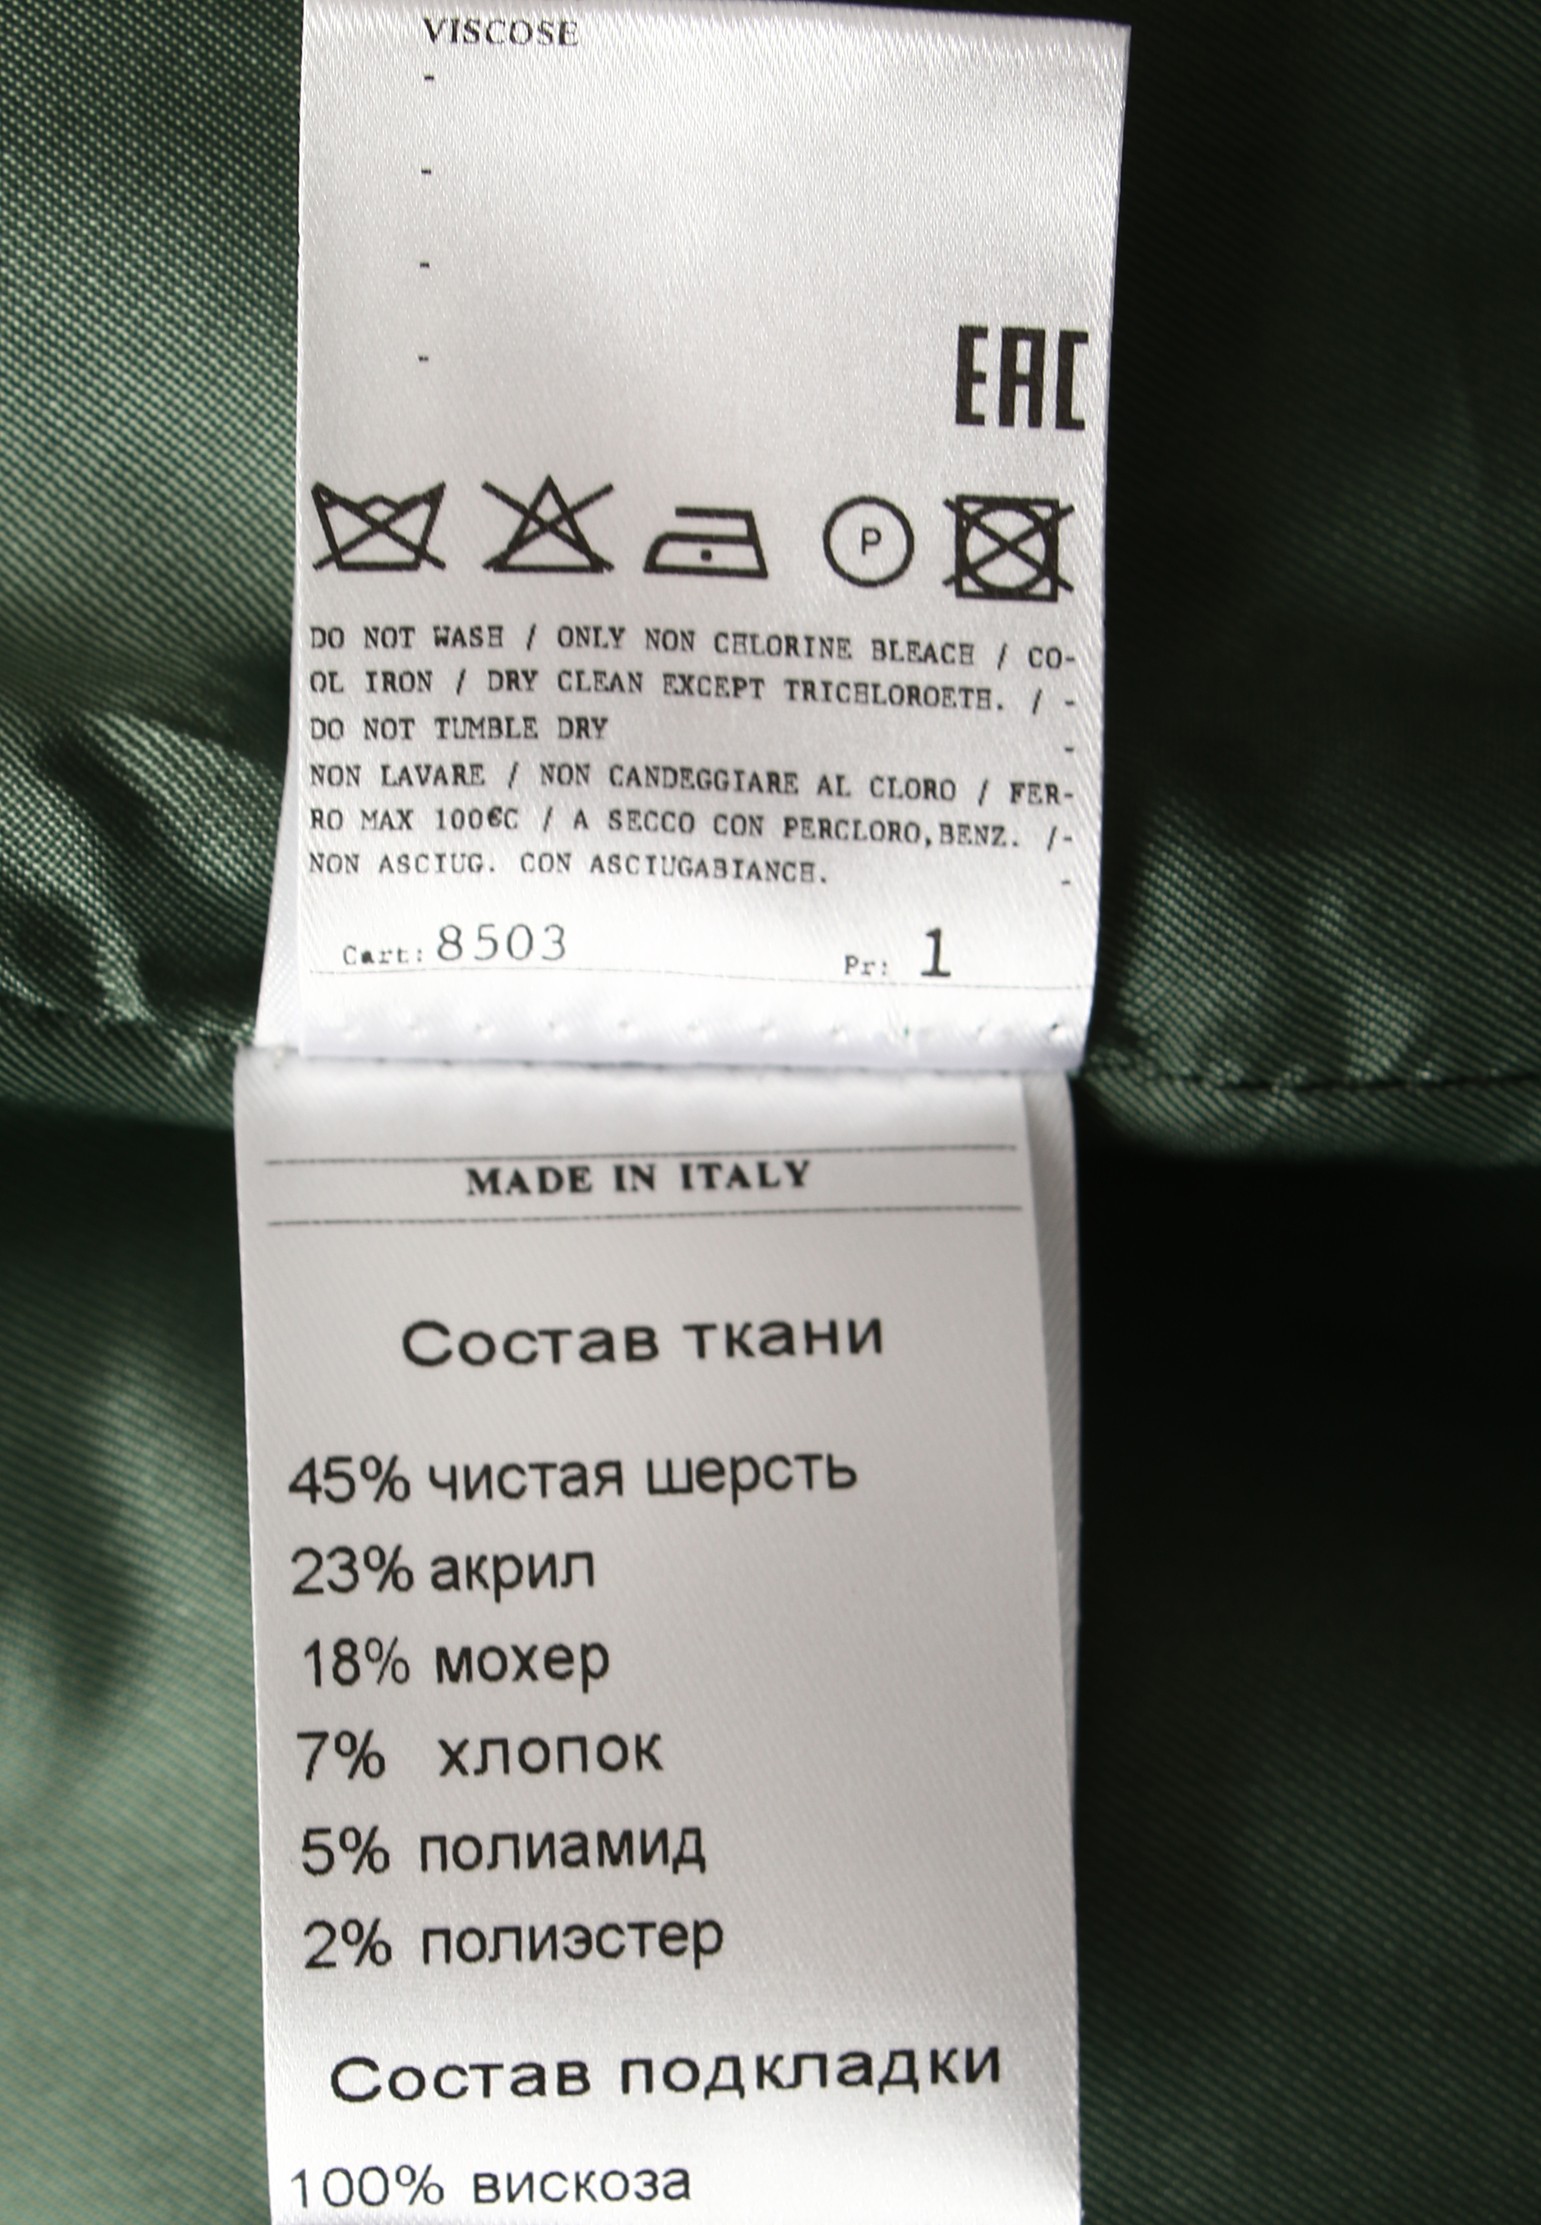 VISCOSE
-
-
-
-
EAC
P
DO NOT WASH / ONLY NON CHLORINE BLEACH / CO-
OL IRON / DRY CLEAN EXCEPT TRICHLOROETH. / -
DO NOT TUMBLE DRY -
NON LAVARE / NON CANDEGGIARE AL CLORO / FER-
RO MAX 100€C / A SECCO CON PERCLORO,BENZ. /-
NON ASCIUG. CON ASCIUGABIANCH. -
Cart: 8503 Pr: 1
MADE IN ITALY
Состав ткани
45% чистая шерсть
23% акрил
18% мохер
7% хлопок
5% полиамид
2% полиэстер
Состав подкладки
100% вискоза